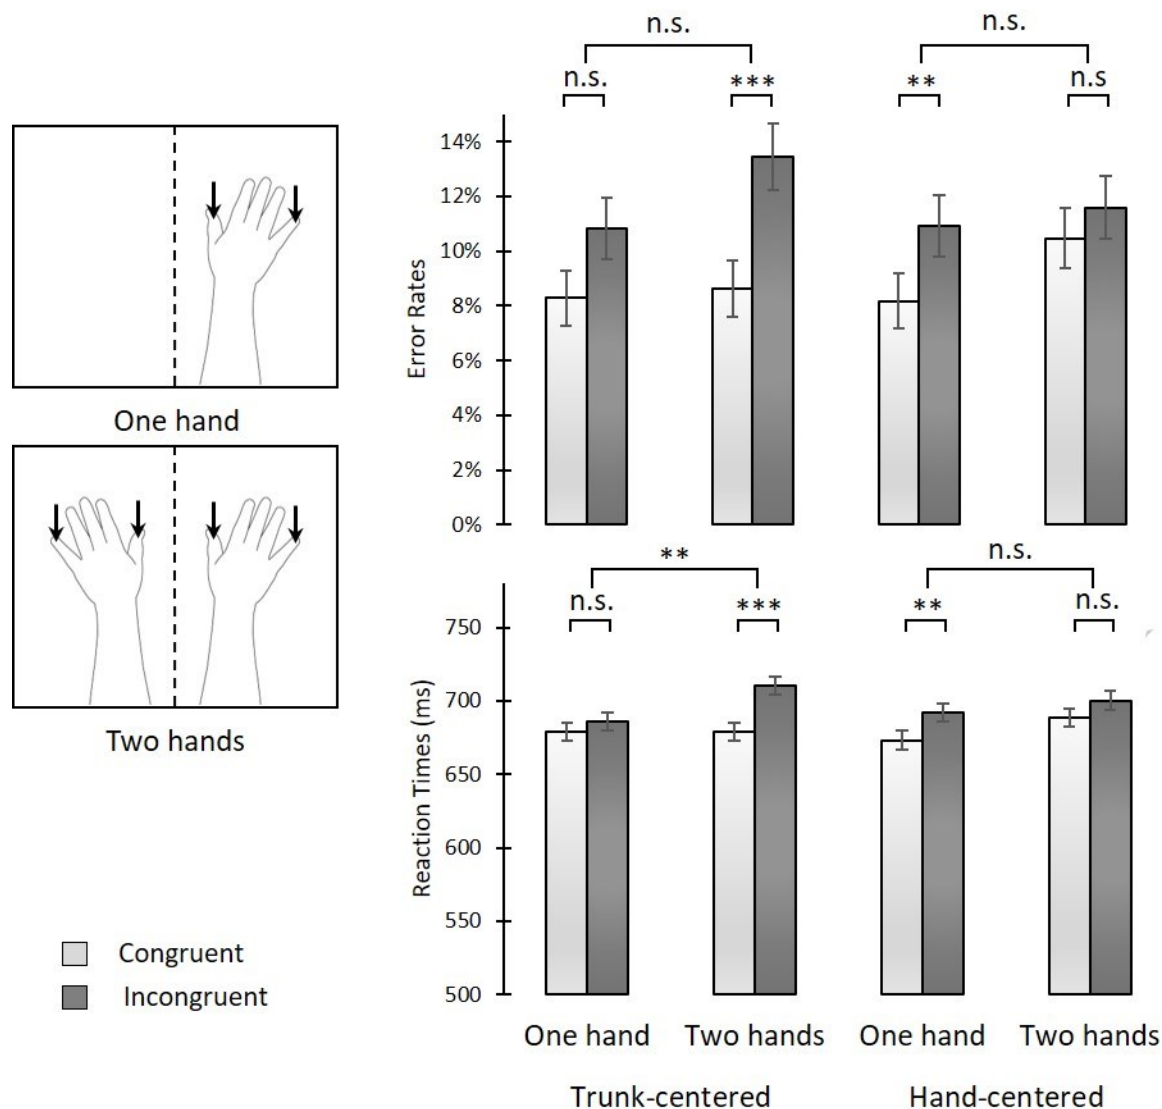 One hand
Two hands
Congruent
Incongruent
n.s.
n.s.
n.s.
***
**
n.s
14%
12%
10%
8%
6%
4%
2%
0%
Error Rates
**
n.s.
n.s.
***
**
n.s.
750
700
650
600
550
500
Reaction Times (ms)
One hand
Two hands
One hand
Two hands
Trunk-centered
Hand-centered